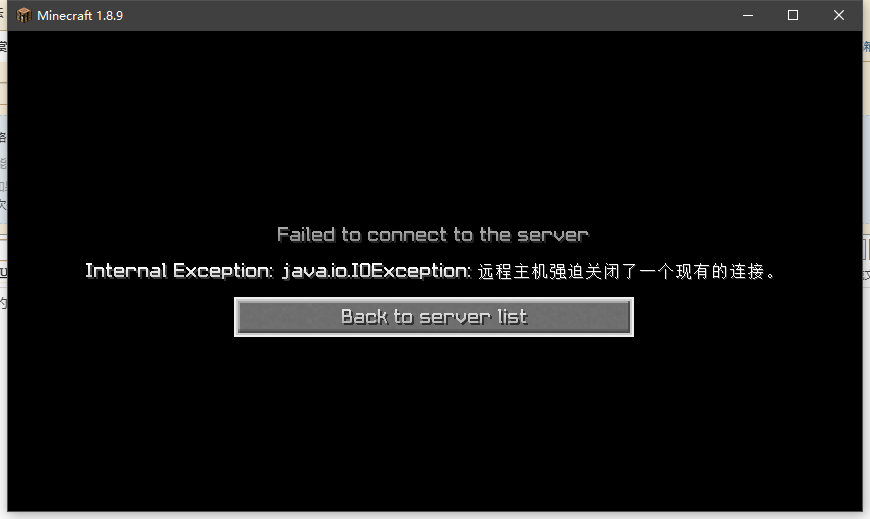 Minecraft 1.8.9
Failed to connect to the server
Internal Exception: java.io.IOException: 远程主机强迫关闭了一个现有的连接。
Back to server list